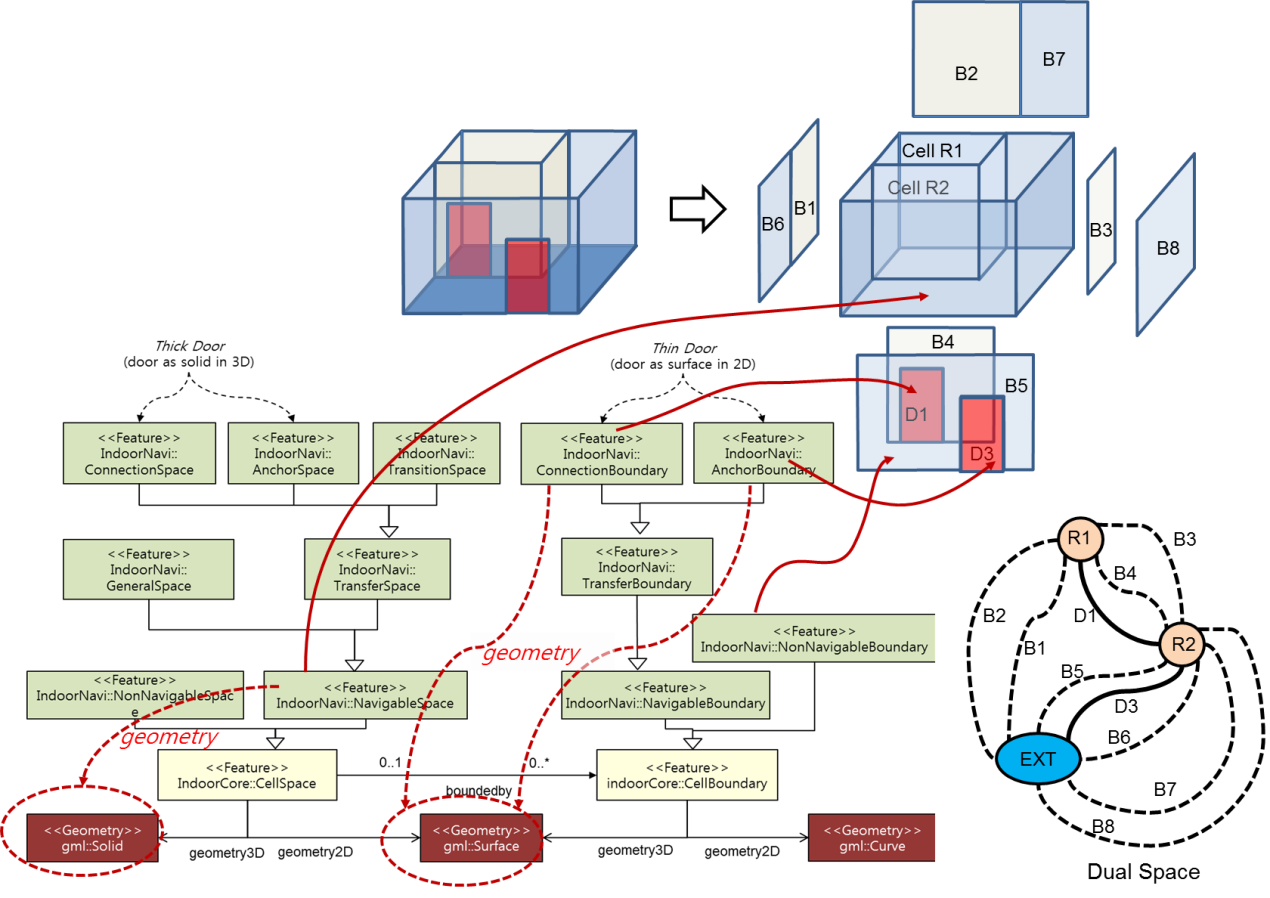 B2
B7
Cell R1
Cell R2
B6
B1
B3
B8
Thick Door
(door as solid in 3D)
Thin Door
(door as surface in 2D)
B4
B5
D1
D3
<<Feature>>
IndoorNavi::
ConnectionSpace
<<Feature>>
IndoorNavi::
AnchorSpace
<<Feature>>
IndoorNavi::
TransitionSpace
<<Feature>>
IndoorNavi::
ConnectionBoundary
<<Feature>>
IndoorNavi::
AnchorBoundary
<<Feature>>
IndoorNavi::
GeneralSpace
<<Feature>>
IndoorNavi::
TransferSpace
<<Feature>>
IndoorNavi::
TransferBoundary
<<Feature>>
IndoorNavi::NonNavigableBoundary
geometry
<<Feature>>
IndoorNavi::NonNavigableSpac
e
<<Feature>>
IndoorNavi::NavigableSpace
<<Feature>>
IndoorNavi::NavigableBoundary
geometry
<<Feature>>
IndoorCore::CellSpace
0..1
0..*
boundedby
<<Feature>>
indoorCore::CellBoundary
<<Geometry>>
gml::Solid
<<Geometry>>
gml::Surface
<<Geometry>>
gml::Curve
geometry3D
geometry2D
geometry3D
geometry2D
R1
B3
B4
B2
D1
B1
R2
B5
D3
B6
EXT
B7
B8
Dual Space